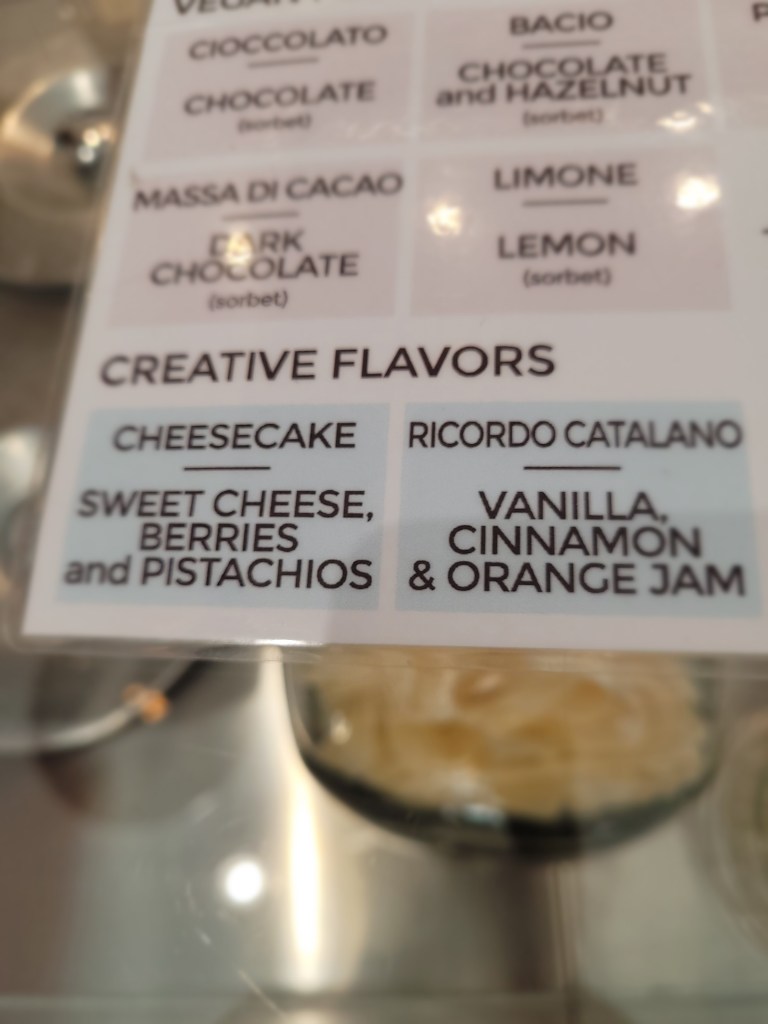 VEGAN
CIOCCOLATO
CHOCOLATE
(sorbet)
BACIO
CHOCOLATE
and HAZELNUT
(sorbet)
MASSA DI CACAO
DARK
CHOCOLATE
(sorbet)
LIMONE
LEMON
(sorbet)
CREATIVE FLAVORS
CHEESECAKE
SWEET CHEESE,
BERRIES
and PISTACHIOS
RICORDO CATALANO
VANILLA,
CINNAMON
& ORANGE JAM